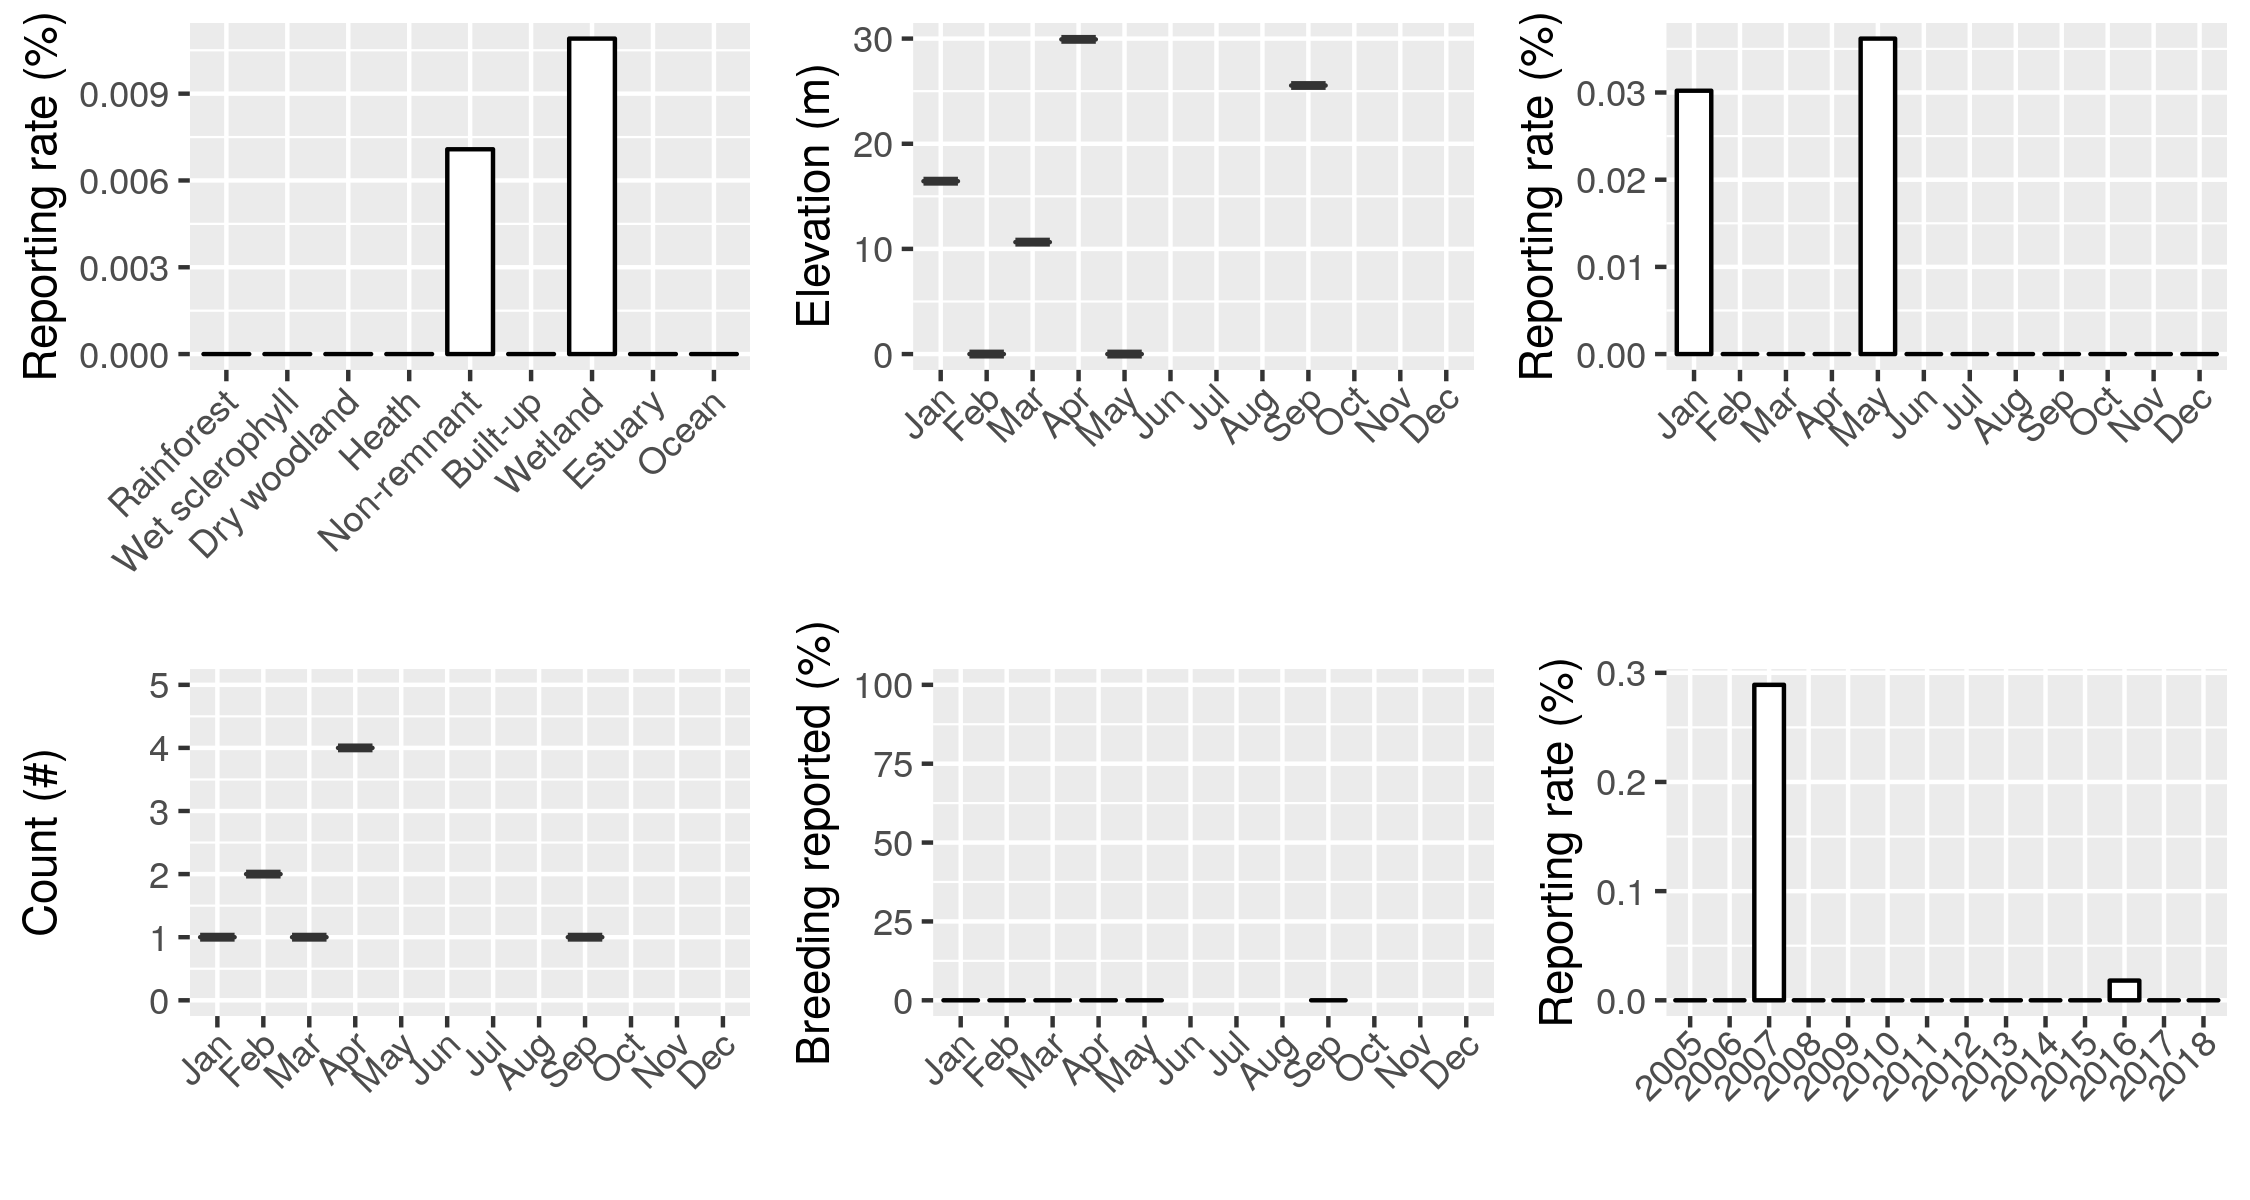 Reporting rate (%)
0.009
0.006
0.003
0.000
Rainforest
Wet sclerophyll
Dry woodland
Heath
Non-remnant
Built-up
Wetland
Estuary
Ocean
Elevation (m)
30
20
10
0
Jan
Feb
Mar
Apr
May
Jun
Jul
Aug
Sep
Oct
Nov
Dec
Reporting rate (%)
0.03
0.02
0.01
0.00
Jan
Feb
Mar
Apr
May
Jun
Jul
Aug
Sep
Oct
Nov
Dec
Count (#)
5
4
3
2
1
0
Jan
Feb
Mar
Apr
May
Jun
Jul
Aug
Sep
Oct
Nov
Dec
Breeding reported (%)
100
75
50
25
0
Jan
Feb
Mar
Apr
May
Jun
Jul
Aug
Sep
Oct
Nov
Dec
Reporting rate (%)
0.3
0.2
0.1
0.0
2005
2006
2007
2008
2009
2010
2011
2012
2013
2014
2015
2016
2017
2018